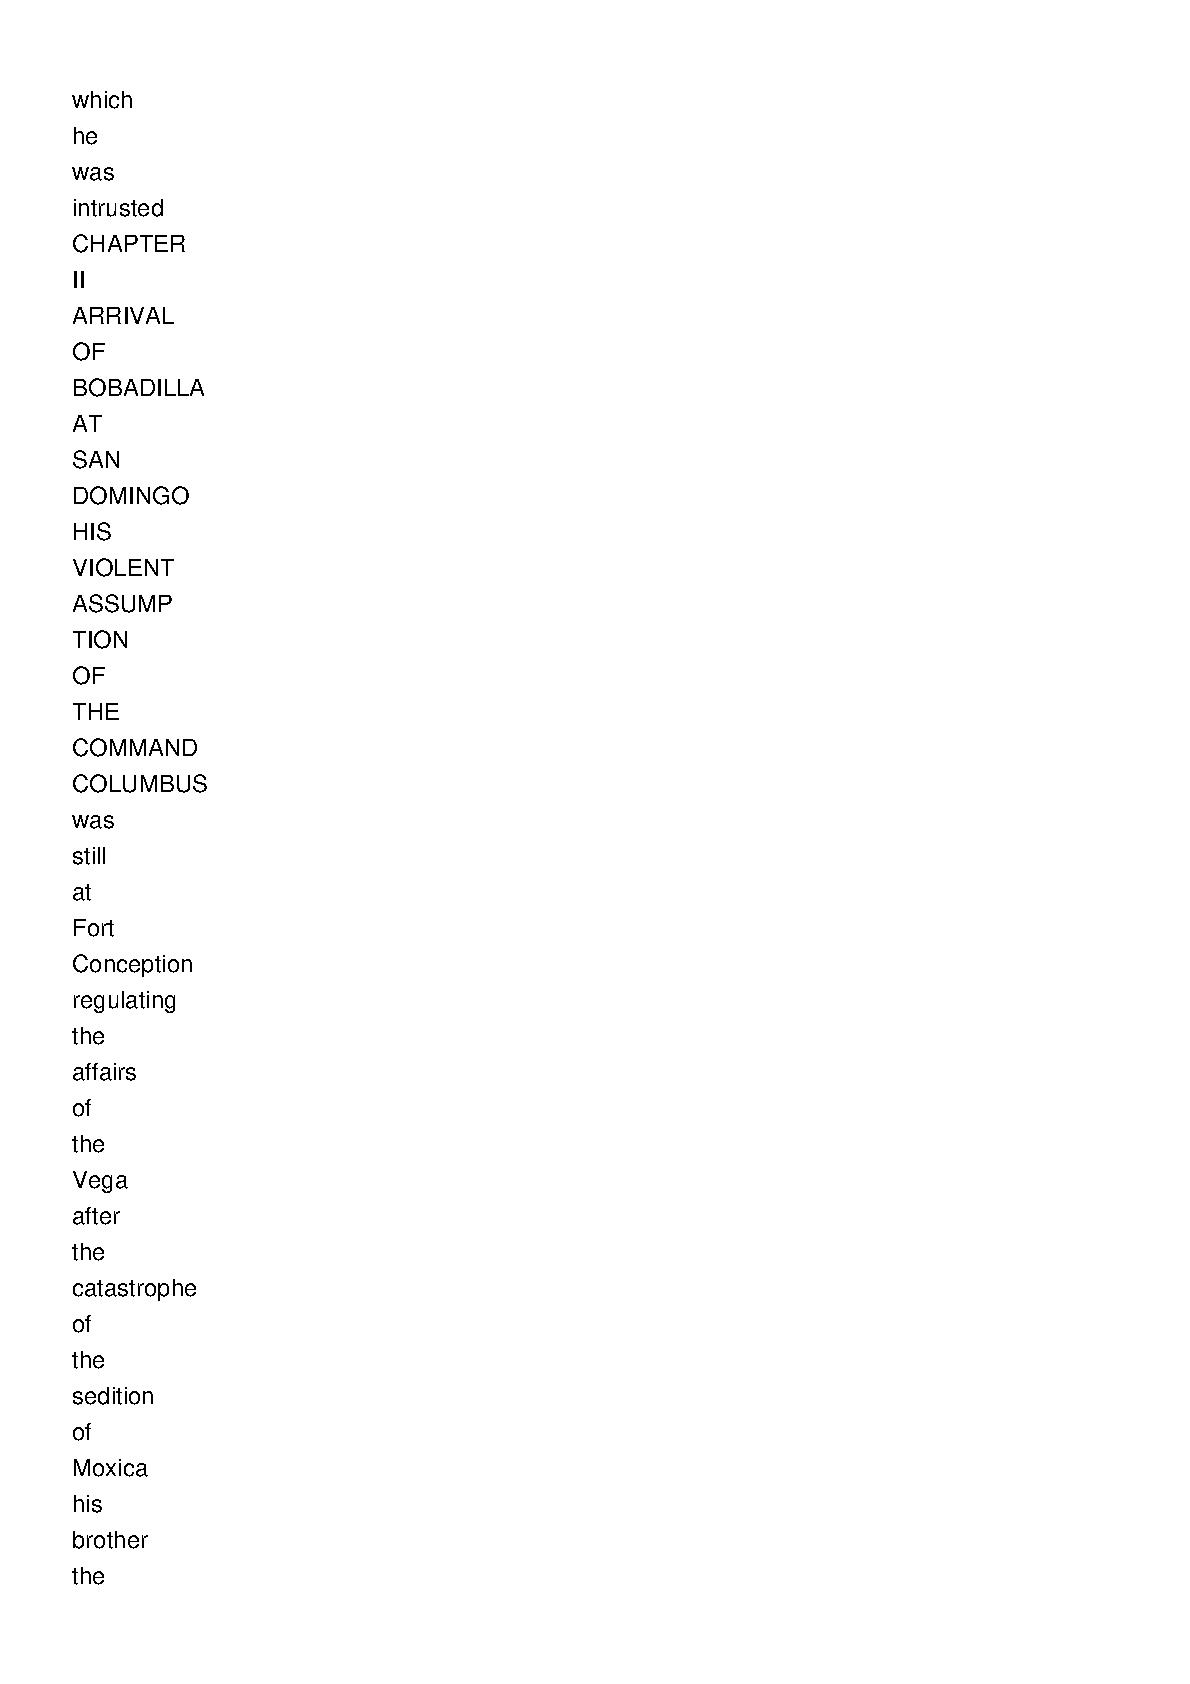 which
he
was
intrusted
CHAPTER
II
ARRIVAL
OF
BOBADILLA
AT
SAN
DOMINGO
HIS
VIOLENT
ASSUMP
TION
OF
THE
COMMAND
COLUMBUS
was
still
at
Fort
Conception
regulating
the
affairs
of
the
Vega
after
the
catastrophe
of
the
sedition
of
Moxica
his
brother
the